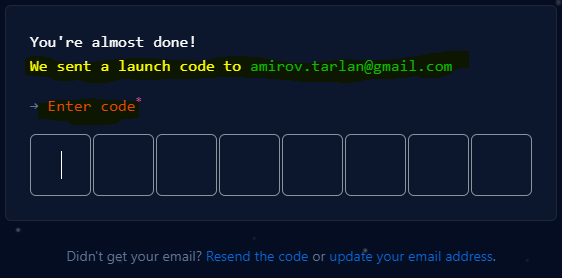 You're almost done!
We sent a launch code to amirov.tarlan@gmail.com
→ Enter code*
Didn't get your email? Resend the code or update your email address.